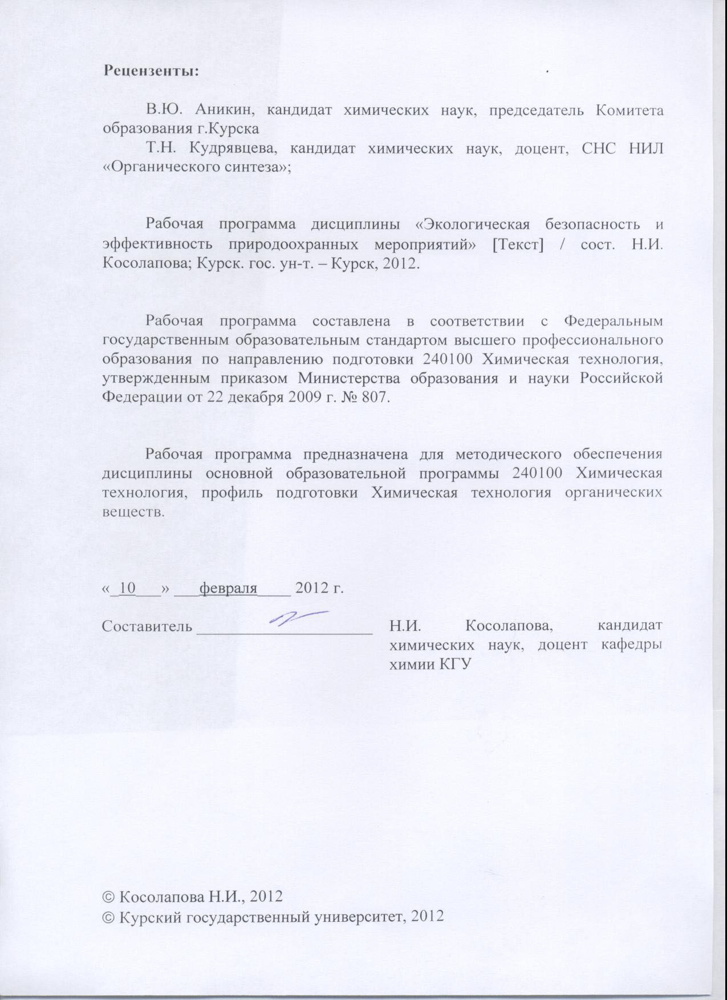 Рецензенты:
В.Ю. Аникин, кандидат химических наук, председатель Комитета
образования г.Курска
Т.Н. Кудрявцева, кандидат химических наук, доцент, СНС НИЛ
«Органического синтеза»;
Рабочая программа дисциплины «Экологическая безопасность и
эффективность природоохранных мероприятий» [Текст] / сост. Н.И.
Косолапова; Курск. гос. ун-т. – Курск, 2012.
Рабочая программа составлена в соответствии с Федеральным
государственным образовательным стандартом высшего профессионального
образования по направлению подготовки 240100 Химическая технология,
утвержденным приказом Министерства образования и науки Российской
Федерации от 22 декабря 2009 г. № 807.
Рабочая программа предназначена для методического обеспечения
дисциплины основной образовательной программы 240100 Химическая
технология, профиль подготовки Химическая технология органических
веществ.
«_10___» ___февраля____ 2012 г.
Составитель ______________________ Н.И. Косолапова, кандидат
химических наук, доцент кафедры
химии КГУ
© Косолапова Н.И., 2012
© Курский государственный университет, 2012